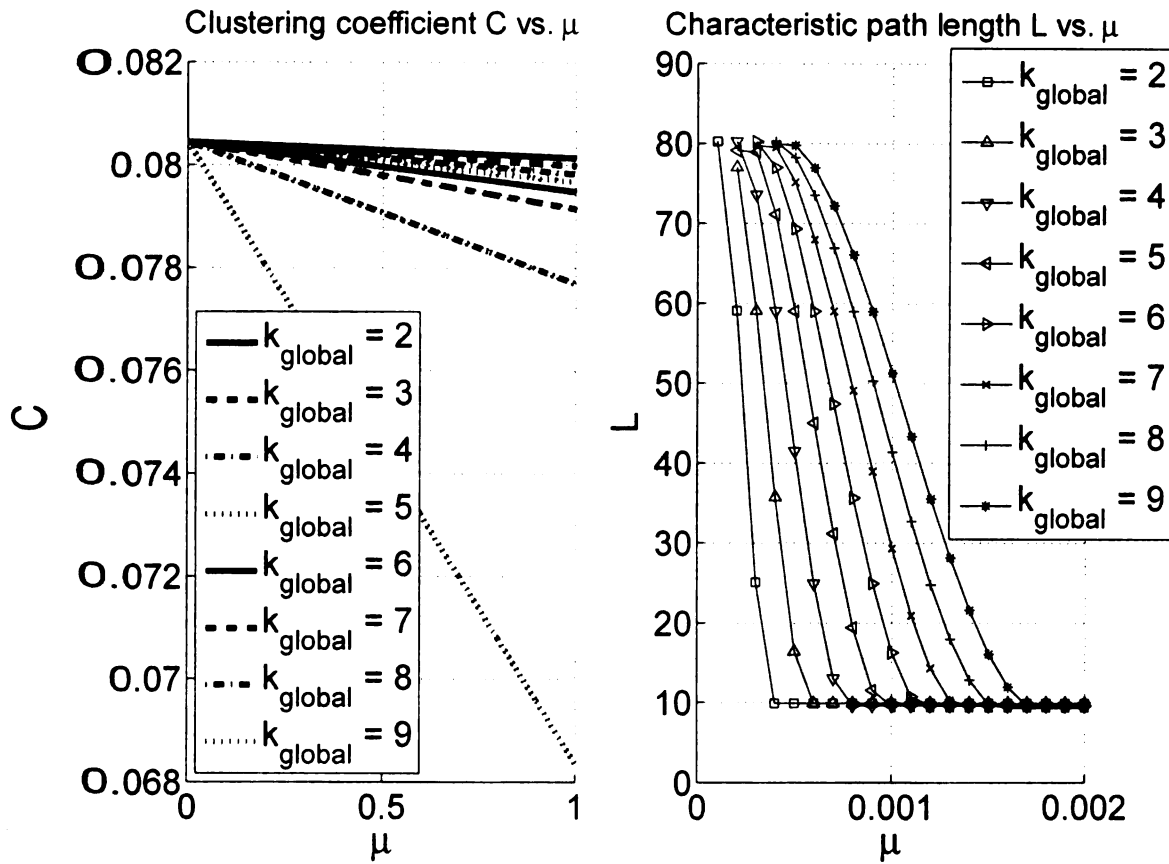 Clustering coefficient C vs. μ
0.082
0.08
0.078
0.076
0.074
0.072
0.07
0.068
C
0
0.5
1
μ
k_global = 2
k_global = 3
k_global = 4
k_global = 5
k_global = 6
k_global = 7
k_global = 8
k_global = 9
Characteristic path length L vs. μ
90
80
70
60
50
40
30
20
10
0
L
0
0.001
0.002
μ
k_global = 2
k_global = 3
k_global = 4
k_global = 5
k_global = 6
k_global = 7
k_global = 8
k_global = 9